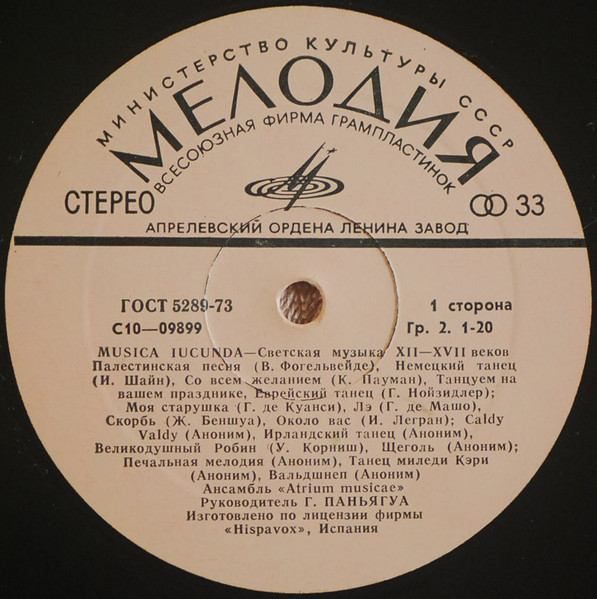 МИНИСТЕРСТВО КУЛЬТУРЫ СССР
МЕЛОДИЯ
ВСЕСОЮЗНАЯ ФИРМА ГРАМПЛАСТИНОК
СТЕРЕО 33
АПРЕЛЕВСКИЙ ОРДЕНА ЛЕНИНА ЗАВОД
ГОСТ 5289-73 1 сторона
С10—09899 Гр. 2. 1-20
MUSICA IUCUNDA—Светская музыка XII—XVII веков
Палестинская песня (В. Фогельвейде), Немецкий танец
(И. Шайн), Со всем желанием (К. Пауман), Танцуем на
вашем празднике, Еврейский танец (Г. Нойзидлер);
Моя старушка (Г. де Куанси), Лэ (Г. де Машо),
Скорбь (Ж. Беншуа), Около вас (И. Легран); Caldy
Valdy (Аноним), Ирландский танец (Аноним),
Великодушный Робин (У. Корниш), Щеголь (Аноним);
Печальная мелодия (Аноним), Танец миледи Кэри
(Аноним), Вальдшнеп (Аноним)
Ансамбль «Atrium musicae»
Руководитель Г. ПАНЬЯГУА
Изготовлено по лицензии фирмы
«Hispavox», Испания